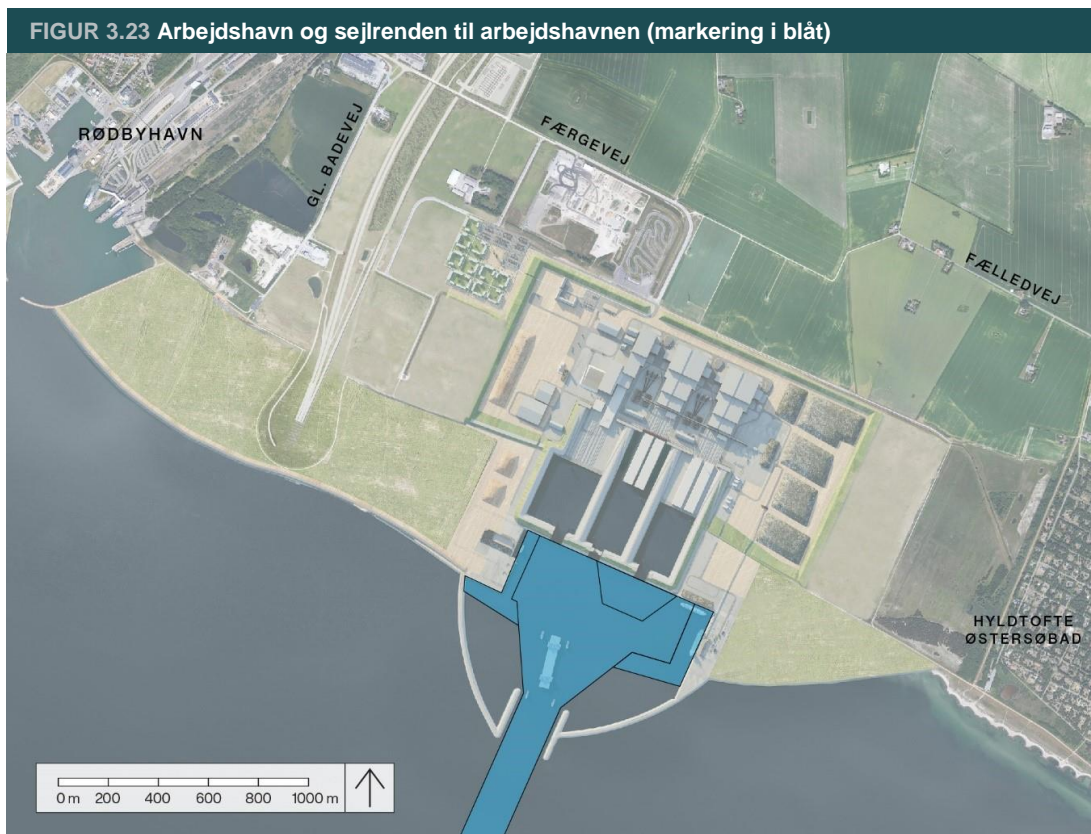 FIGUR 3.23 Arbejdshavn og sejlrenden til arbejdshavnen (markering i blåt)
RØDBYHAVN
GL. BADEVEJ
FÆRGEVEJ
FÆLLEDVEJ
HYLDTOFTE
ØSTERSØBAD
0 m 200 400 600 800 1000 m